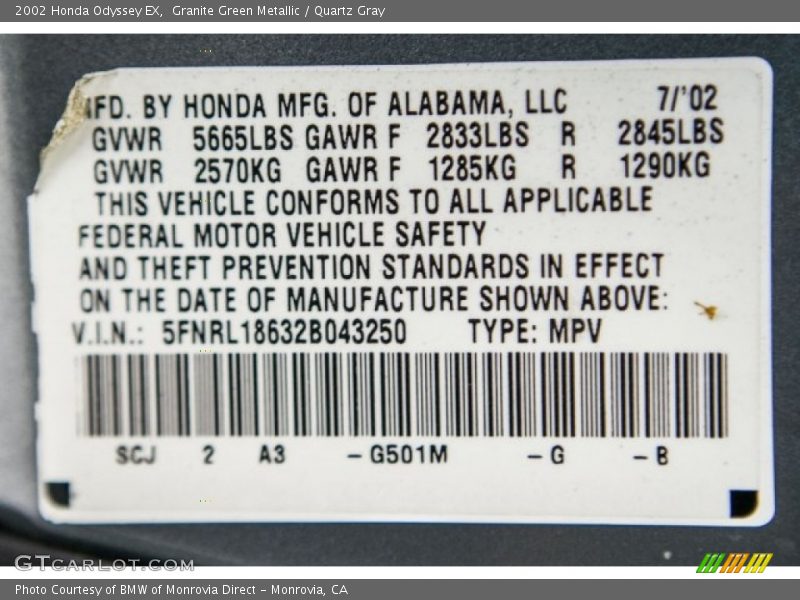 2002 Honda Odyssey EX,  Granite Green Metallic / Quartz Gray
MFD. BY HONDA MFG. OF ALABAMA, LLC 7/'02
GVWR 5665LBS GAWR F 2833LBS R 2845LBS
GVWR 2570KG GAWR F 1285KG R 1290KG
THIS VEHICLE CONFORMS TO ALL APPLICABLE
FEDERAL MOTOR VEHICLE SAFETY
AND THEFT PREVENTION STANDARDS IN EFFECT
ON THE DATE OF MANUFACTURE SHOWN ABOVE:
V.I.N.: 5FNRL18632B043250 TYPE: MPV
SCJ 2 A3 -G501M -G -B
GTCARLOT.COM
Photo Courtesy of BMW of Monrovia Direct - Monrovia, CA